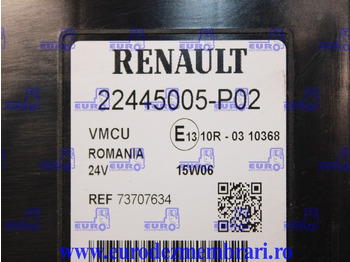 RENAULT
22445005-P02
VMCU E13 10R - 03 10368
ROMANIA
24V 15W06
REF 73707634
www.eurodezmembrari.ro